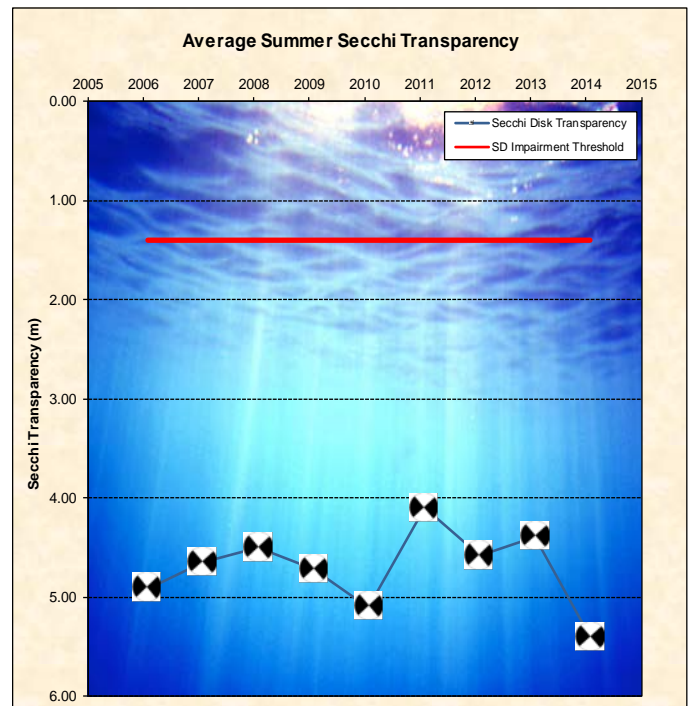 Average Summer Secchi Transparency
2005 2006 2007 2008 2009 2010 2011 2012 2013 2014 2015
0.00
Secchi Disk Transparency
SD Impairment Threshold
1.00
2.00
3.00
4.00
5.00
6.00
Secchi Transparency (m)